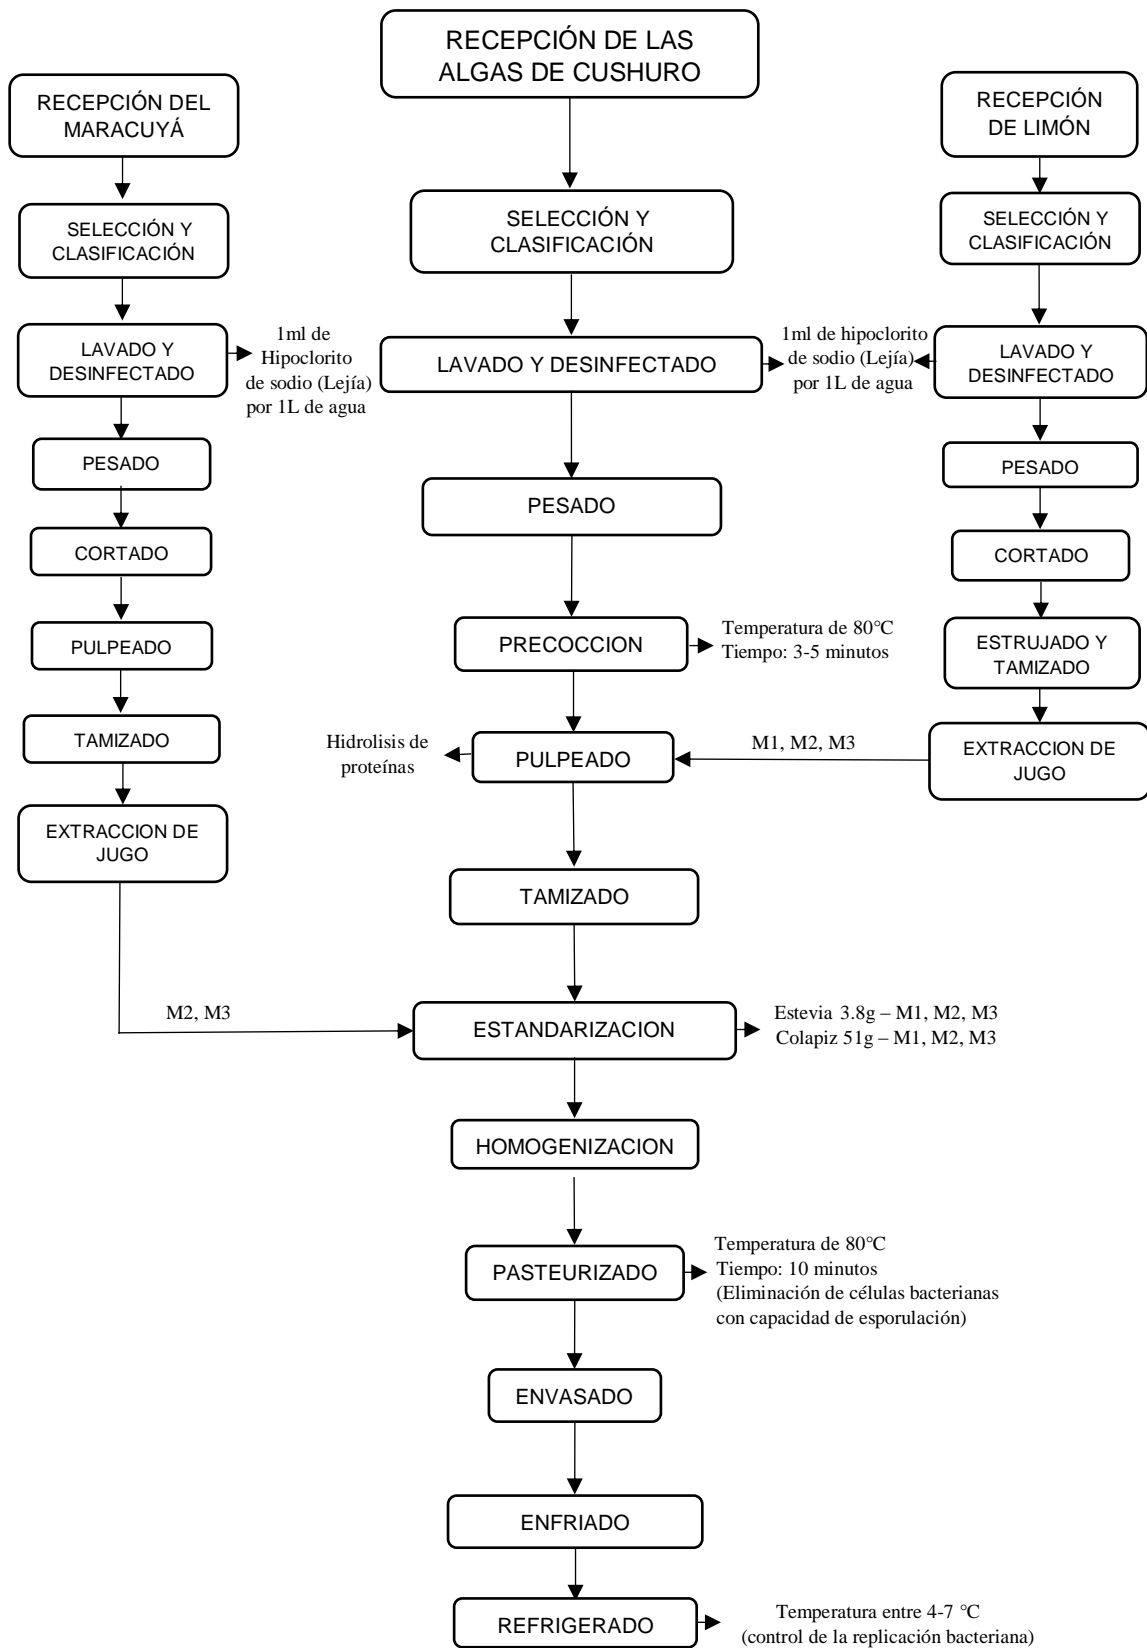 RECEPCIÓN DE LAS
ALGAS DE CUSHURO
RECEPCIÓN DEL
MARACUYÁ
RECEPCIÓN
DE LIMÓN
SELECCIÓN Y
CLASIFICACIÓN
SELECCIÓN Y
CLASIFICACIÓN
SELECCIÓN Y
CLASIFICACIÓN
LAVADO Y
DESINFECTADO
1ml de
Hipoclorito
de sodio (Lejía)
por 1L de agua
LAVADO Y DESINFECTADO
1ml de hipoclorito
de sodio (Lejía)
por 1L de agua
LAVADO Y
DESINFECTADO
PESADO
PESADO
PESADO
CORTADO
CORTADO
PULPEADO
PRECOCCION
Temperatura de 80°C
Tiempo: 3-5 minutos
ESTRUJADO Y
TAMIZADO
TAMIZADO
Hidrolisis de
proteínas
PULPEADO
M1, M2, M3
EXTRACCION DE
JUGO
EXTRACCION DE
JUGO
TAMIZADO
M2, M3
ESTANDARIZACION
Estevia 3.8g – M1, M2, M3
Colapiz 51g – M1, M2, M3
HOMOGENIZACION
PASTEURIZADO
Temperatura de 80°C
Tiempo: 10 minutos
(Eliminación de células bacterianas
con capacidad de esporulación)
ENVASADO
ENFRIADO
REFRIGERADO
Temperatura entre 4-7 °C
(control de la replicación bacteriana)